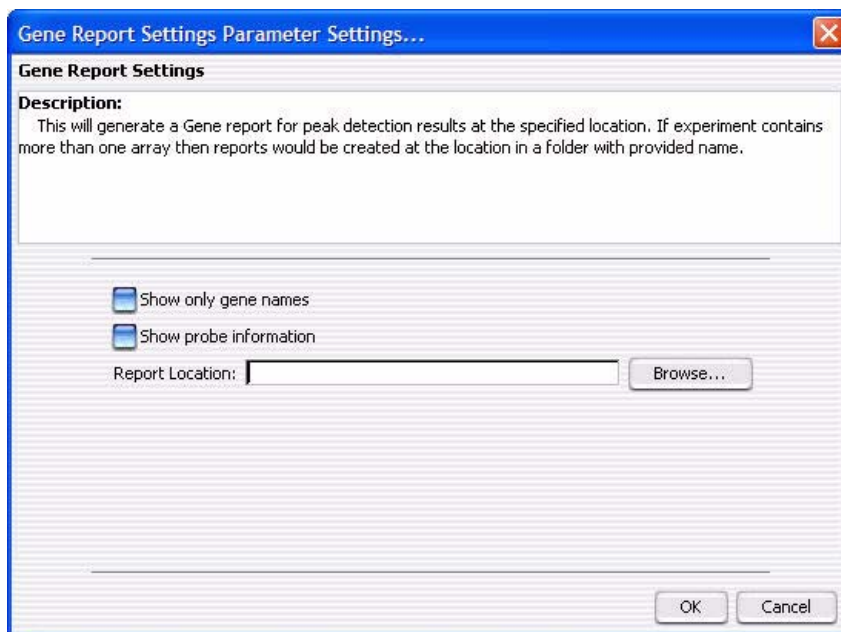 Gene Report Settings Parameter Settings...
Gene Report Settings
Description:
This will generate a Gene report for peak detection results at the specified location. If experiment contains
more than one array then reports would be created at the location in a folder with provided name.
Show only gene names
Show probe information
Report Location: Browse...
OK Cancel